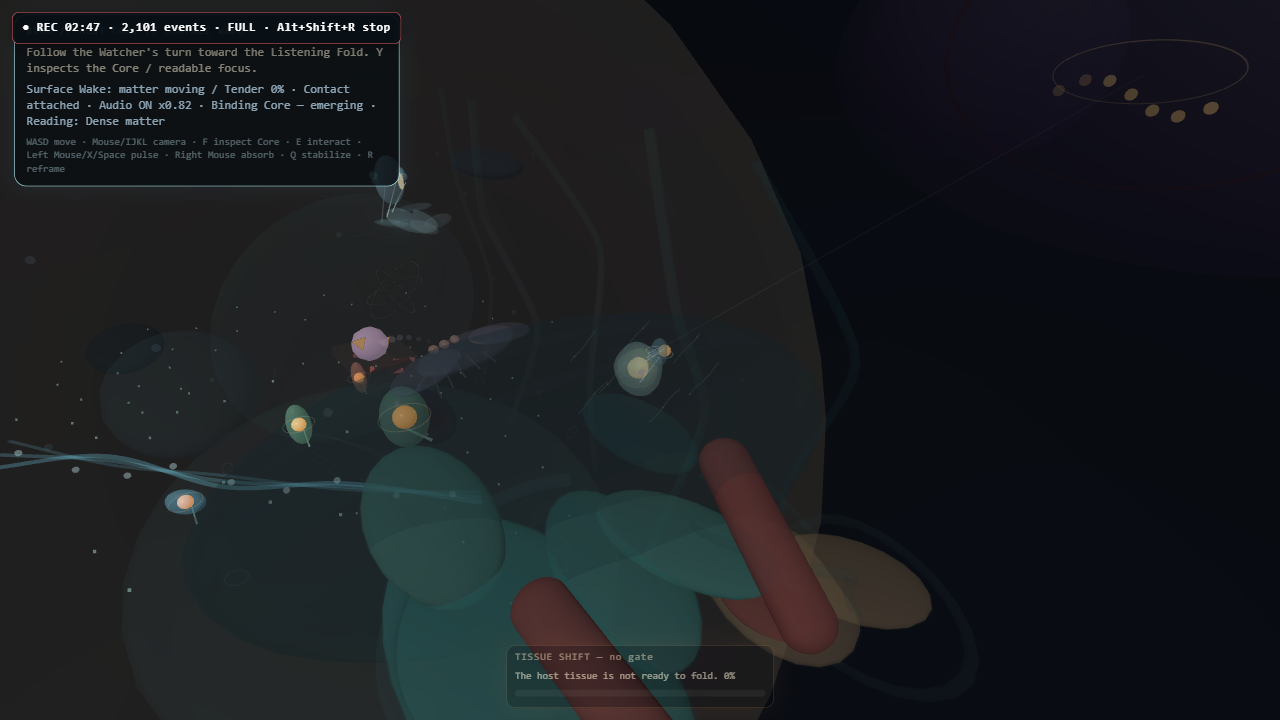 ● REC 02:47 · 2,101 events · FULL · Alt+Shift+R stop
Follow the Watcher's turn toward the Listening Fold. Y
inspects the Core / readable focus.
Surface Wake: matter moving / Tender 0% · Contact
attached · Audio ON x0.82 · Binding Core — emerging ·
Reading: Dense matter
WASD move · Mouse/IJKL camera · F inspect Core · E interact ·
Left Mouse/X/Space pulse · Right Mouse absorb · Q stabilize · R
reframe
TISSUE SHIFT — no gate
The host tissue is not ready to fold. 0%